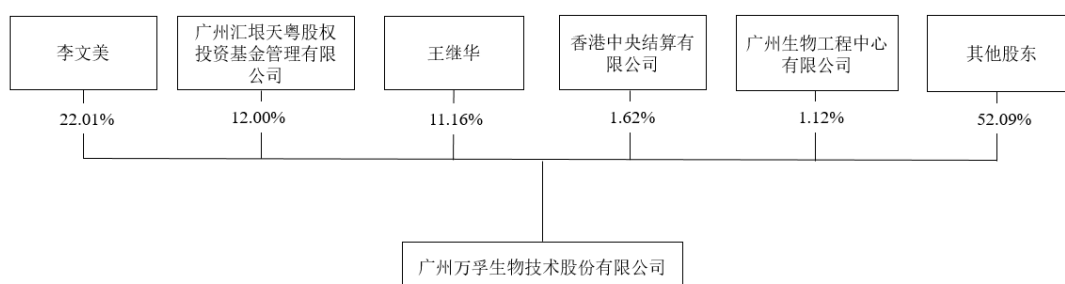 李文美
广州汇垠天粤股权
投资基金管理有限
公司
王继华
香港中央结算有
限公司
广州生物工程中心
有限公司
其他股东
22.01%
12.00%
11.16%
1.62%
1.12%
52.09%
广州万孚生物技术股份有限公司